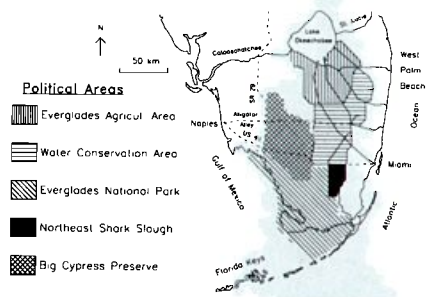 N
50 km
Political Areas
Everglades Agricul Area
Water Conservation Area
Everglades National Park
Northeast Shark Slough
Big Cypress Preserve
Lake
Okeechobee
St. Lucie
Caloosahatchee
West
Palm
Beach
SR 29
Alligator
Alley
US 41
Naples
Miami
Ocean
Atlantic
Gulf of Mexico
Florida Keys